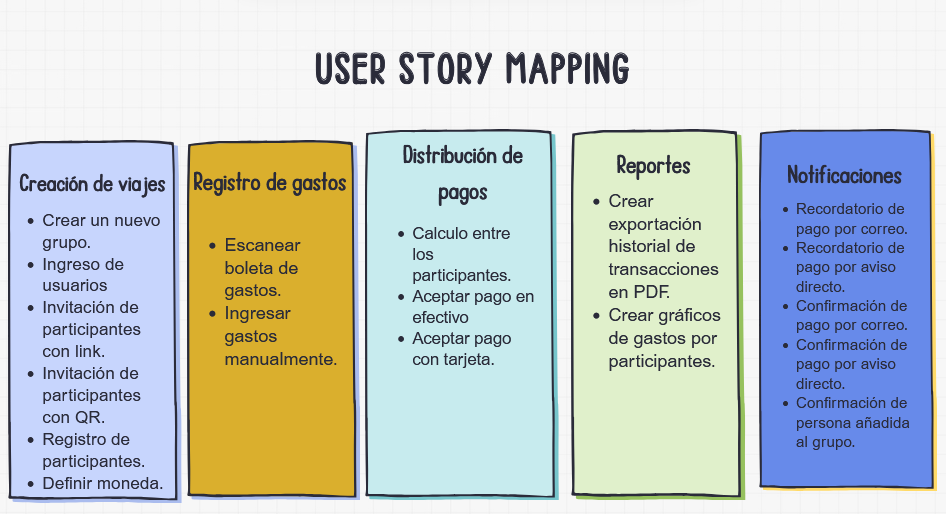 USER STORY MAPPING
Creación de viajes
• Crear un nuevo
grupo.
• Ingreso de
usuarios
• Invitación de
participantes
con link.
• Invitación de
participantes
con QR.
• Registro de
participantes.
• Definir moneda.
Registro de gastos
• Escanear
boleta de
gastos.
• Ingresar
gastos
manualmente.
Distribución de
pagos
• Calculo entre
los
participantes.
• Aceptar pago en
efectivo
• Aceptar pago
con tarjeta.
Reportes
• Crear
exportación
historial de
transacciones
en PDF.
• Crear gráficos
de gastos por
participantes.
Notificaciones
• Recordatorio de
pago por correo.
• Recordatorio de
pago por aviso
directo.
• Confirmación de
pago por correo.
• Confirmación de
pago por aviso
directo.
• Confirmación de
persona añadida
al grupo.